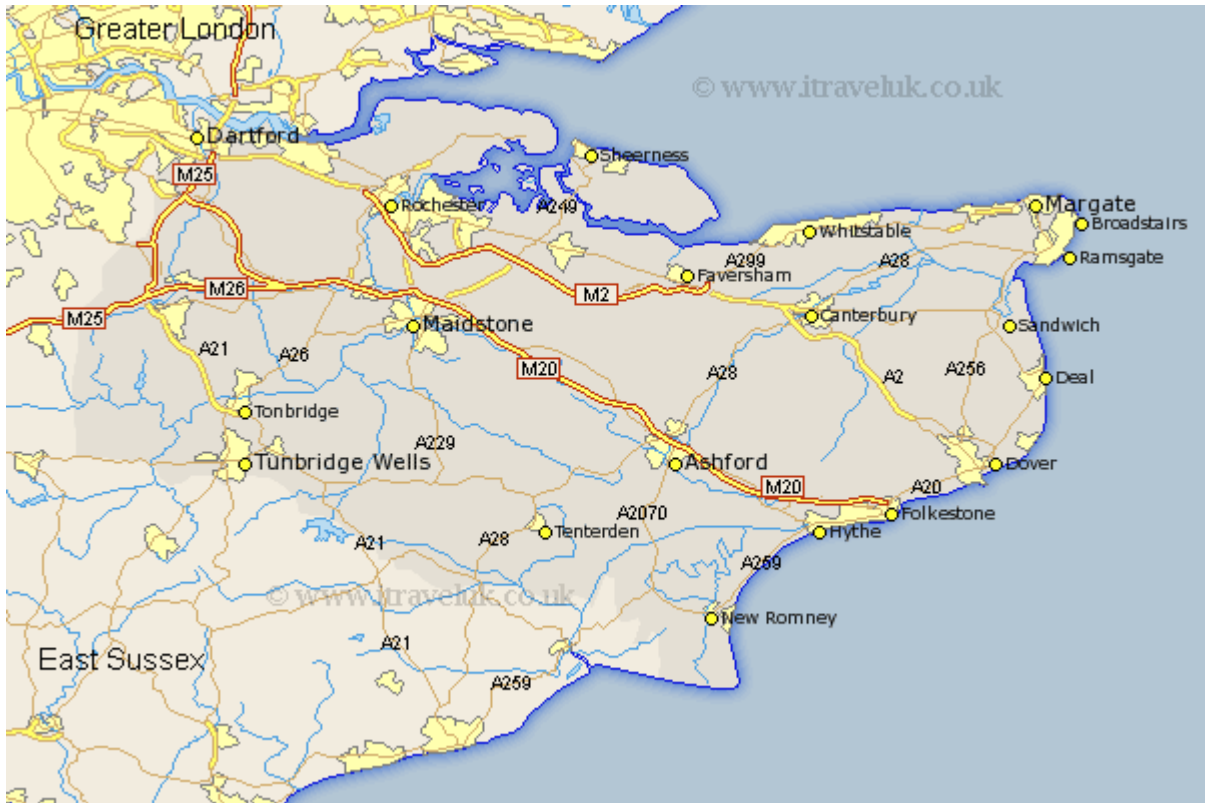 Greater London
© www.itraveluk.co.uk
Dartford
Sheerness
M25
Rochester
A249
Margate
Broadstairs
Whitstable
A299
A28
Ramsgate
Faversham
M26
M2
M25
Maidstone
Canterbury
Sandwich
A21
A26
M20
A28
A2
A256
Deal
Tonbridge
A229
Tunbridge Wells
Ashford
Dover
M20
A20
A2070
Folkestone
A21
A28
Tenterden
Hythe
A259
© www.itraveluk.co.uk
New Romney
A21
East Sussex
A259